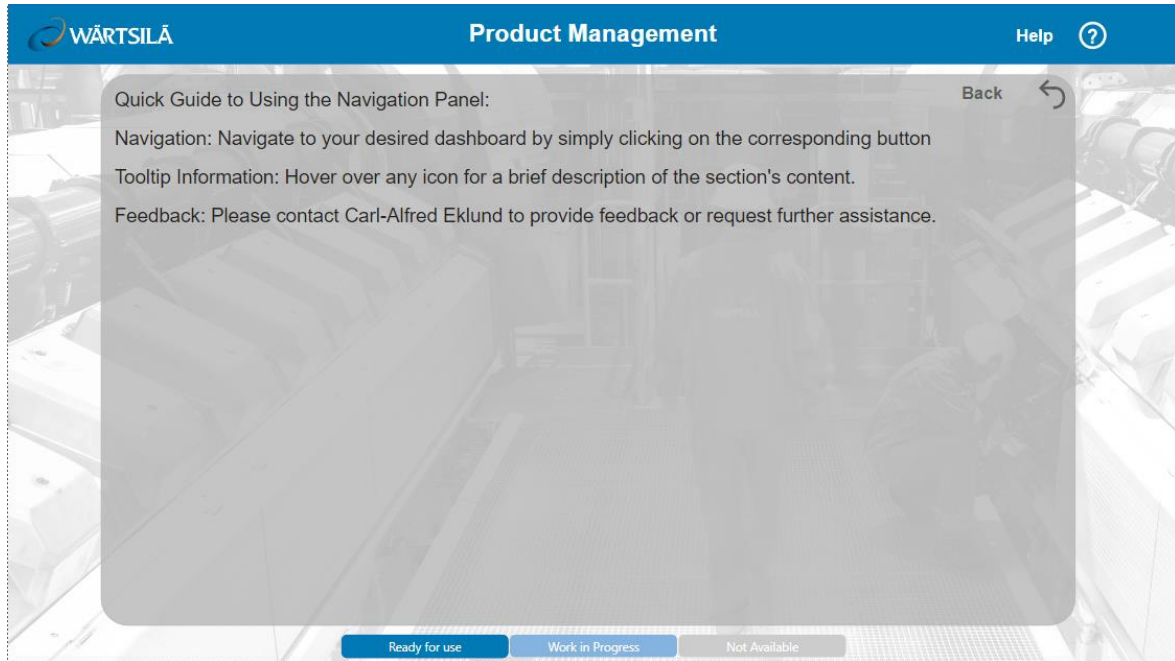 WÄRTSILÄ
Product Management
Help ?
Back
Quick Guide to Using the Navigation Panel:
Navigation: Navigate to your desired dashboard by simply clicking on the corresponding button
Tooltip Information: Hover over any icon for a brief description of the section's content.
Feedback: Please contact Carl-Alfred Eklund to provide feedback or request further assistance.
Ready for use
Work in Progress
Not Available